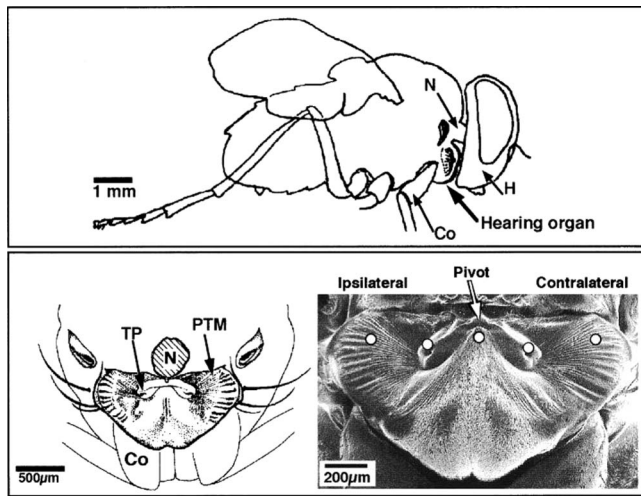 N
1 mm
H
Co
Hearing organ
Ipsilateral
Pivot
Contralateral
TP
PTM
N
Co
500µm
200µm